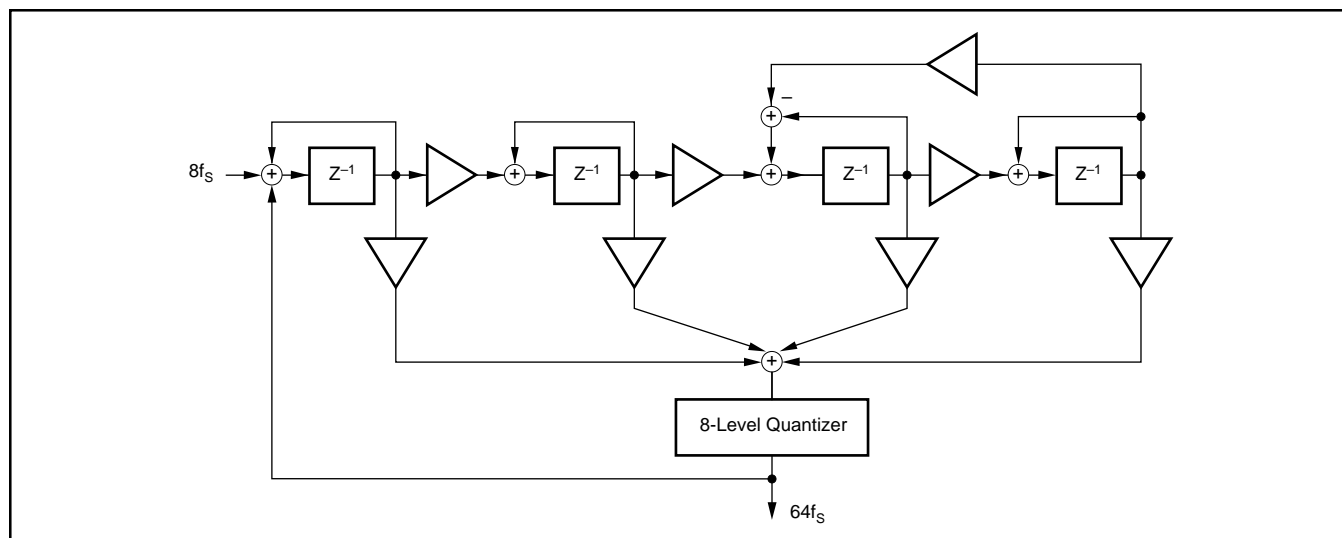 –
+
8f_S
+
Z⁻¹
+
Z⁻¹
+
Z⁻¹
+
Z⁻¹
+
8-Level Quantizer
64f_S